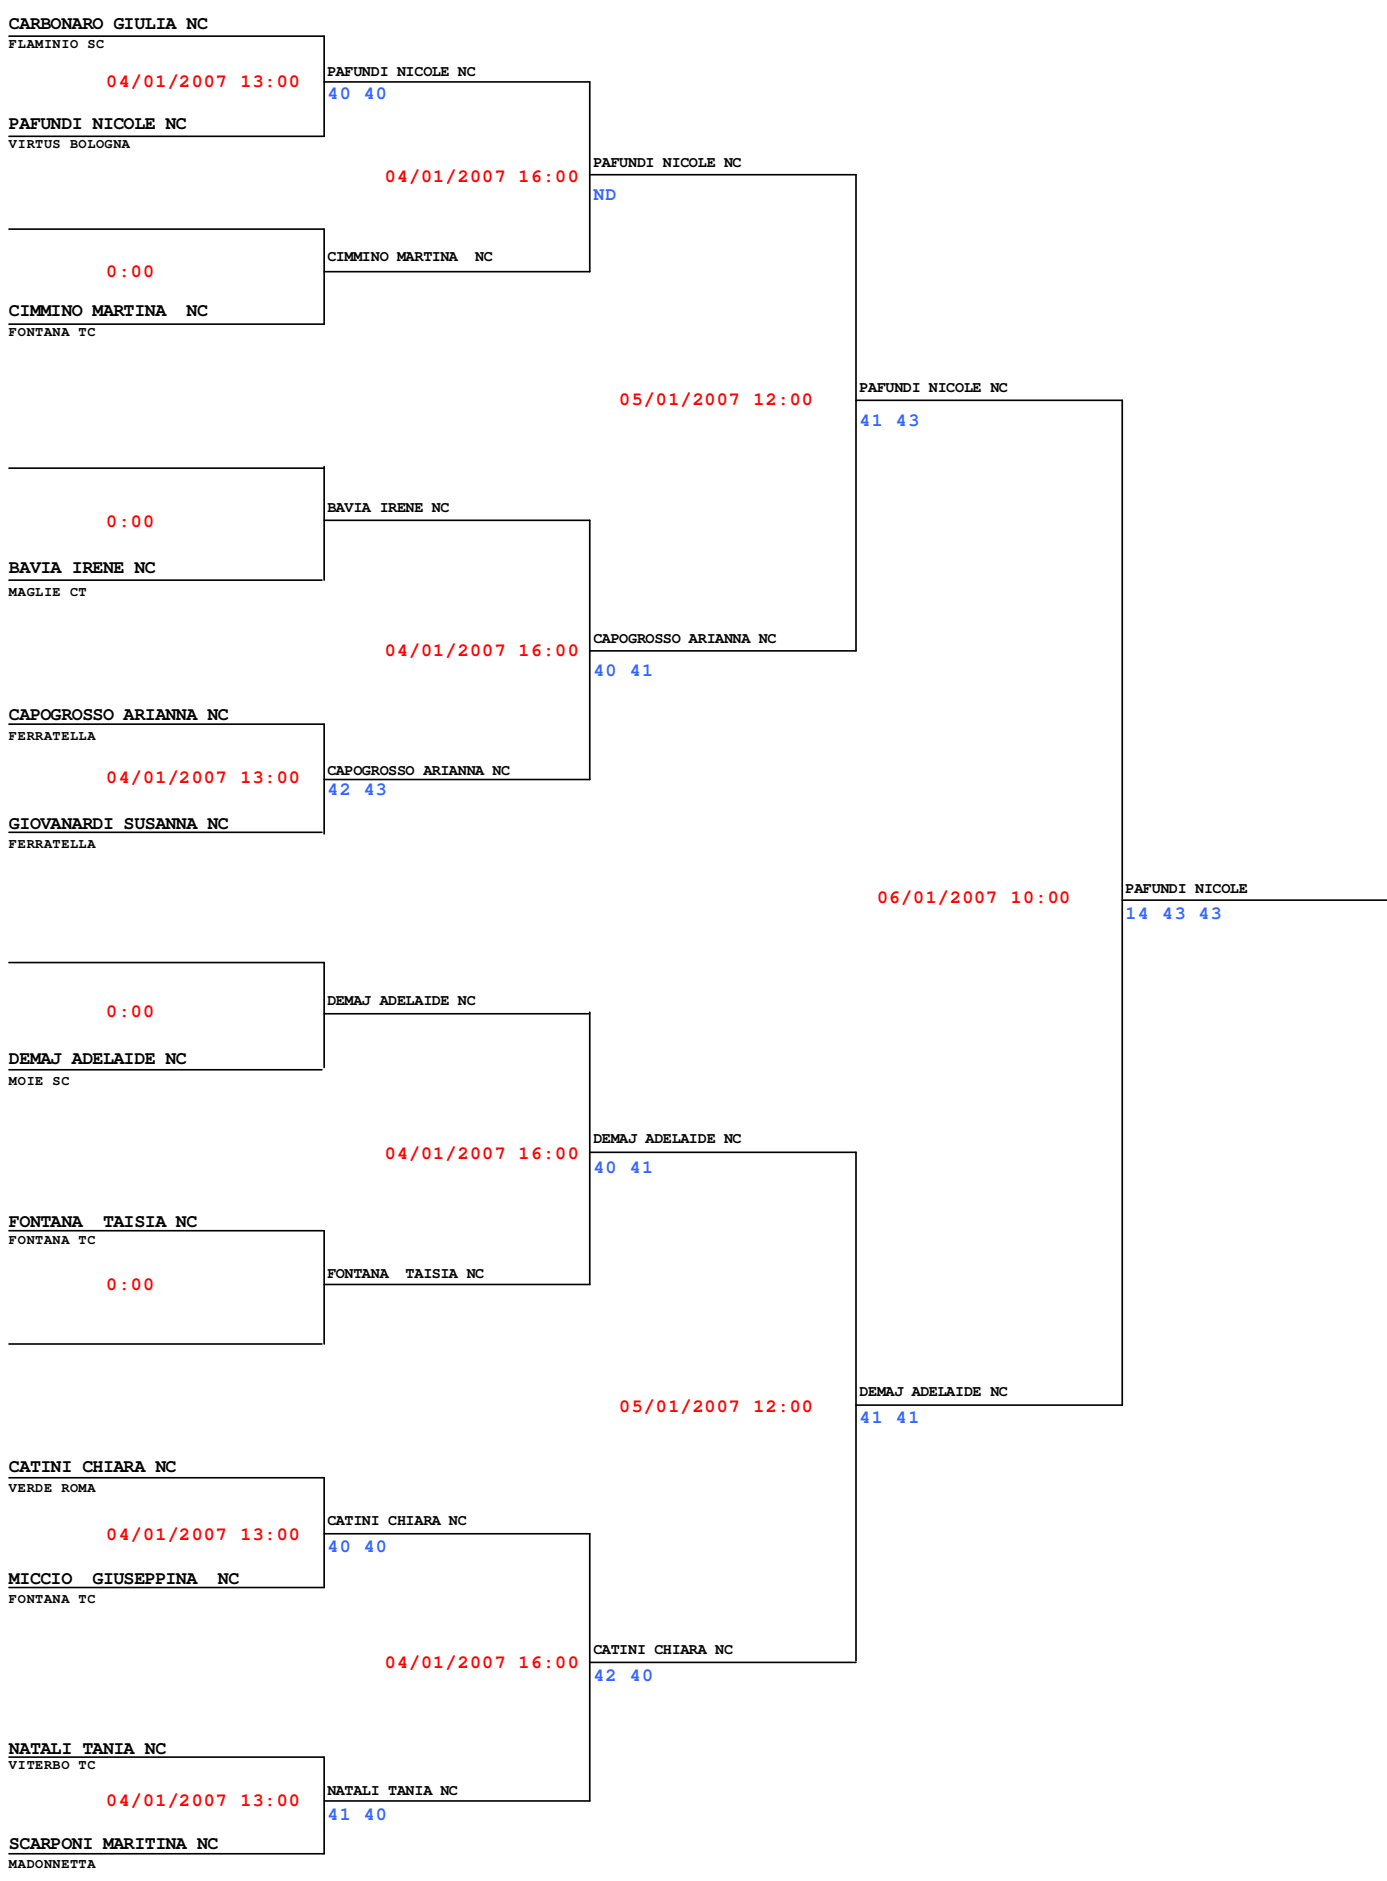 CARBONARO GIULIA NC
FLAMINIO SC
04/01/2007 13:00
PAFUNDI NICOLE NC
40 40
PAFUNDI NICOLE NC
VIRTUS BOLOGNA
PAFUNDI NICOLE NC
04/01/2007 16:00
ND
CIMMINO MARTINA  NC
0:00
CIMMINO MARTINA  NC
FONTANA TC
PAFUNDI NICOLE NC
05/01/2007 12:00
41 43
BAVIA IRENE NC
0:00
BAVIA IRENE NC
MAGLIE CT
CAPOGROSSO ARIANNA NC
04/01/2007 16:00
40 41
CAPOGROSSO ARIANNA NC
FERRATELLA
04/01/2007 13:00
CAPOGROSSO ARIANNA NC
42 43
GIOVANARDI SUSANNA NC
FERRATELLA
PAFUNDI NICOLE
06/01/2007 10:00
14 43 43
DEMAJ ADELAIDE NC
0:00
DEMAJ ADELAIDE NC
MOIE SC
DEMAJ ADELAIDE NC
04/01/2007 16:00
40 41
FONTANA  TAISIA NC
FONTANA TC
FONTANA  TAISIA NC
0:00
DEMAJ ADELAIDE NC
05/01/2007 12:00
41 41
CATINI CHIARA NC
VERDE ROMA
CATINI CHIARA NC
04/01/2007 13:00
40 40
MICCIO  GIUSEPPINA  NC
FONTANA TC
CATINI CHIARA NC
04/01/2007 16:00
42 40
NATALI TANIA NC
VITERBO TC
NATALI TANIA NC
04/01/2007 13:00
41 40
SCARPONI MARITINA NC
MADONNETTA